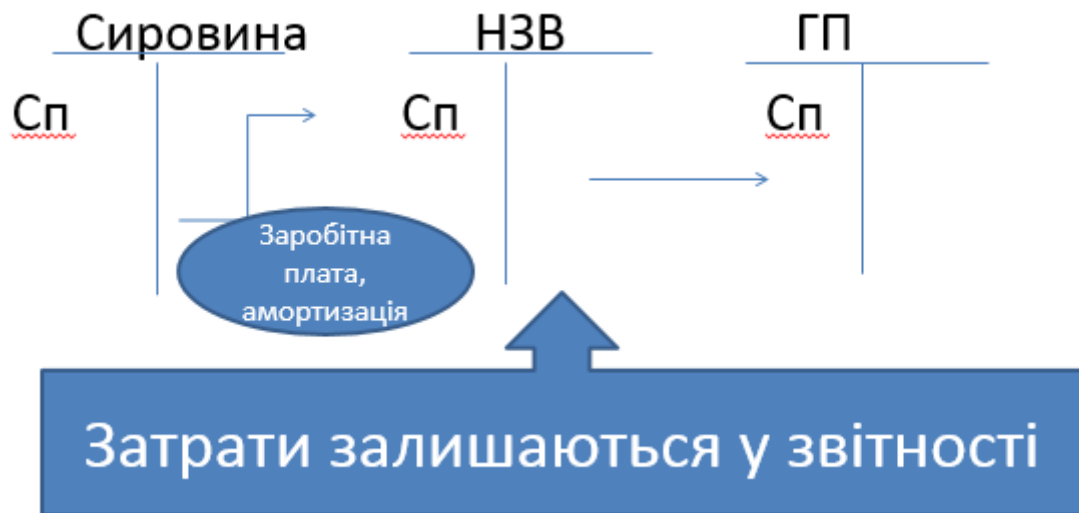 Сировина НЗВ ГП
Сп Сп Сп
Заробітна
плата,
амортизація
Затрати залишаються у звітності